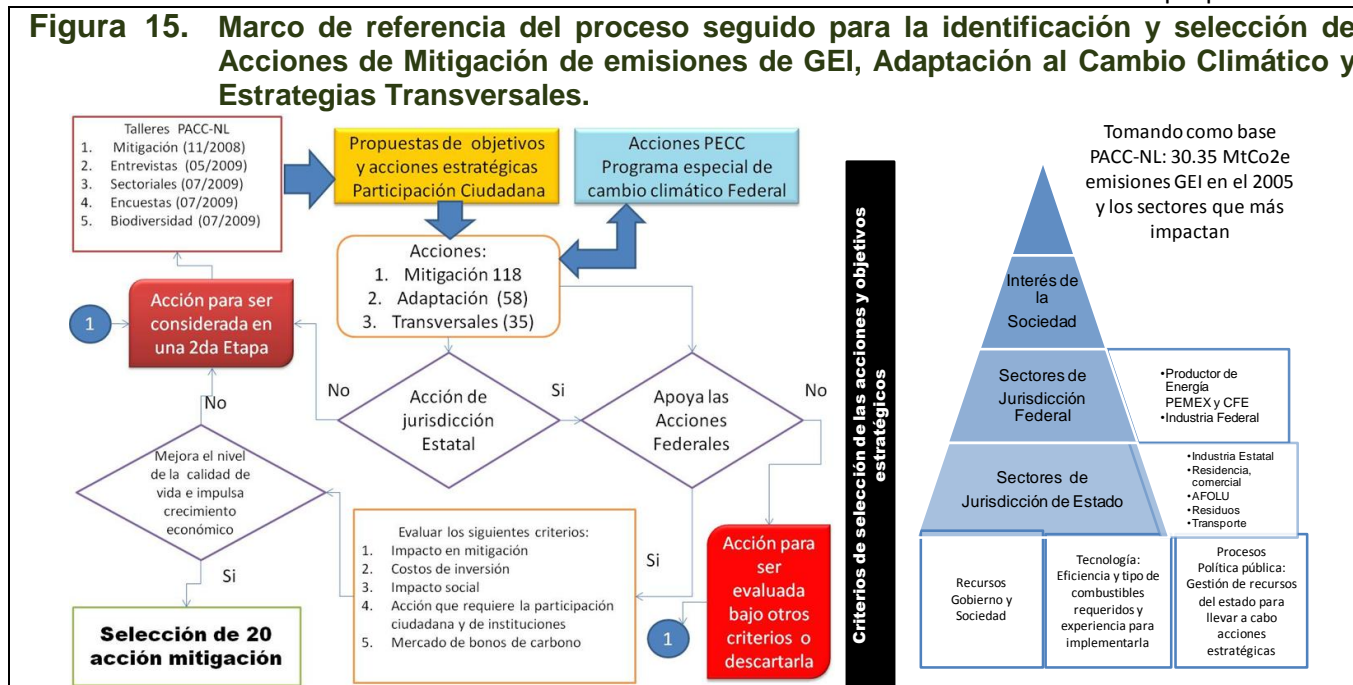 Figura 15. Marco de referencia del proceso seguido para la identificación y selección de
Acciones de Mitigación de emisiones de GEI, Adaptación al Cambio Climático y
Estrategias Transversales.
Talleres PACC-NL
1. Mitigación (11/2008)
2. Entrevistas (05/2009)
3. Sectoriales (07/2009)
4. Encuestas (07/2009)
5. Biodiversidad (07/2009)
Propuestas de objetivos
y acciones estratégicas
Participación Ciudadana
Acciones PECC
Programa especial de
cambio climático Federal
Acciones:
1. Mitigación 118
2. Adaptación (58)
3. Transversales (35)
1
Acción para ser
considerada en
una 2da Etapa
No
Acción de
jurisdicción
Estatal
Si
Apoya las
Acciones
Federales
No
No
Mejora el nivel
de la calidad de
vida e impulsa
crecimiento
económico
Si
Evaluar los siguientes criterios:
1. Impacto en mitigación
2. Costos de inversión
3. Impacto social
4. Acción que requiere la participación
ciudadana y de instituciones
5. Mercado de bonos de carbono
Si
Acción para
ser
evaluada
bajo otros
criterios o
descartarla
1
Selección de 20
acción mitigación
Criterios de selección de las acciones y objetivos
estratégicos
Tomando como base
PACC-NL: 30.35 MtCo2e
emisiones GEI en el 2005
y los sectores que más
impactan
Interés de
la
Sociedad
Sectores de
Jurisdicción
Federal
•Productor de
Energía
PEMEX y CFE
•Industria Federal
Sectores de
Jurisdicción de Estado
•Industria Estatal
•Residencia,
comercial
•AFOLU
•Residuos
•Transporte
Recursos
Gobierno y
Sociedad
Tecnología:
Eficiencia y tipo de
combustibles
requeridos y
experiencia para
implementarla
Procesos
Política pública:
Gestión de recursos
del estado para
llevar a cabo
acciones
estratégicas